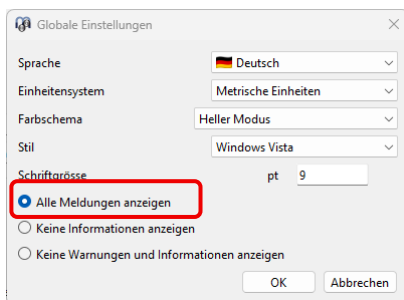 Globale Einstellungen
Sprache Deutsch
Einheitensystem Metrische Einheiten
Farbschema Heller Modus
Stil Windows Vista
Schriftgrösse pt 9
Alle Meldungen anzeigen
Keine Informationen anzeigen
Keine Warnungen und Informationen anzeigen
OK Abbrechen